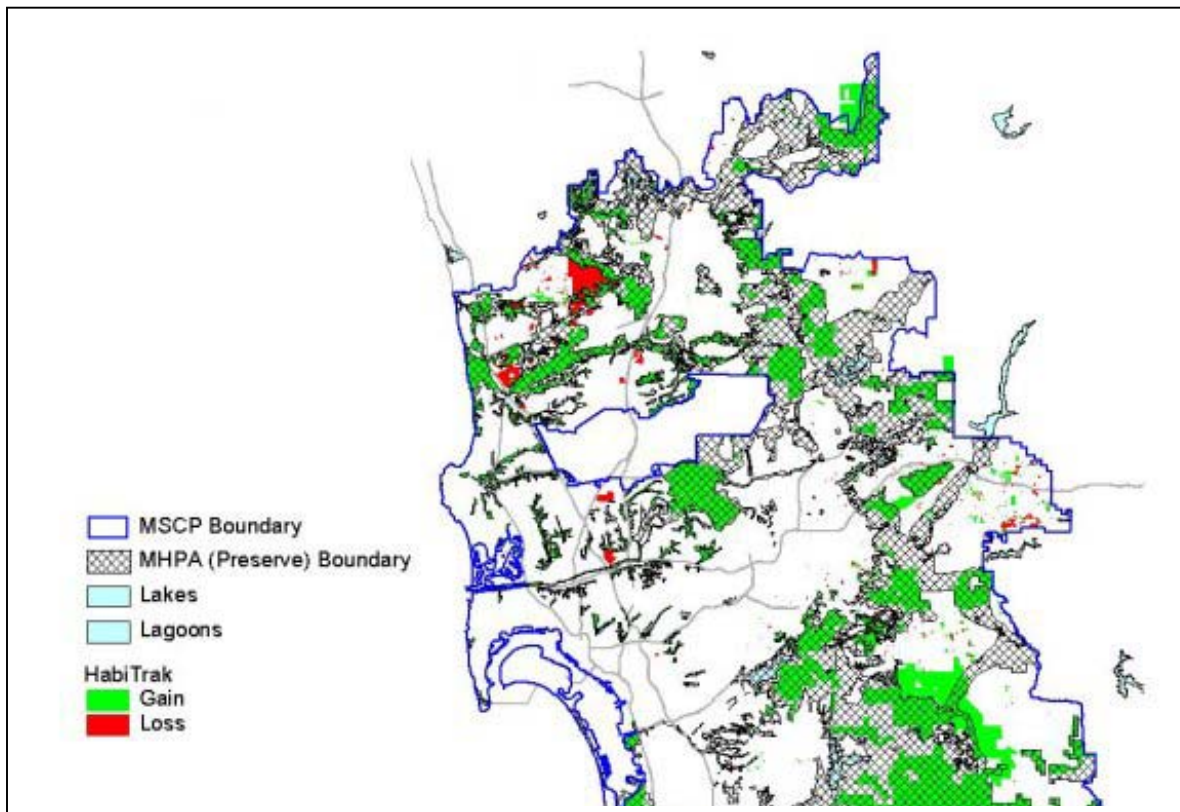 MSCP Boundary
MHPA (Preserve) Boundary
Lakes
Lagoons
HabiTrak
Gain
Loss